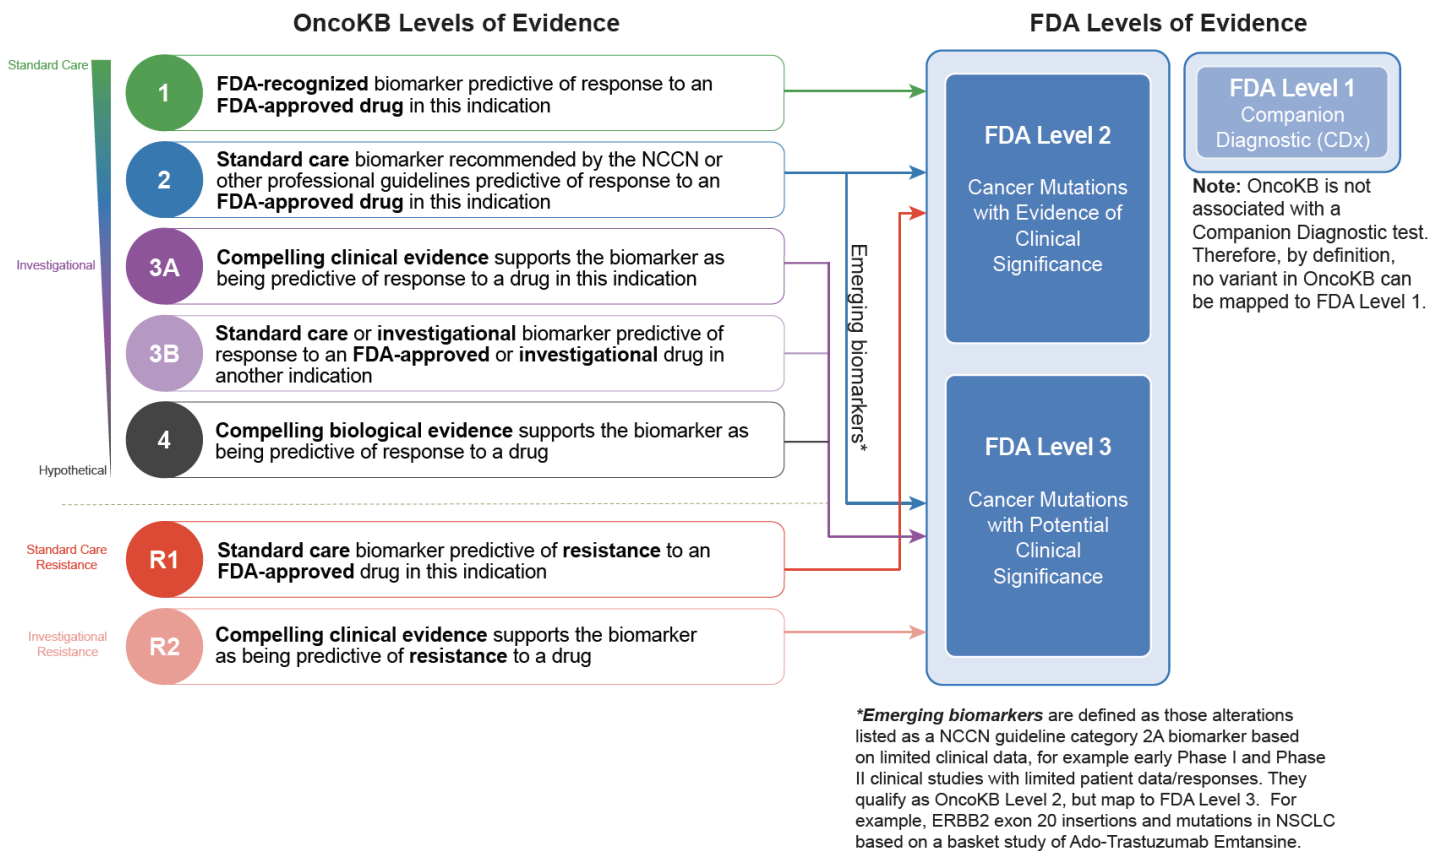 OncoKB Levels of Evidence
FDA Levels of Evidence
Standard Care
Investigational
Hypothetical
Standard Care
Resistance
Investigational
Resistance
1
FDA-recognized biomarker predictive of response to an
FDA-approved drug in this indication
2
Standard care biomarker recommended by the NCCN or
other professional guidelines predictive of response to an
FDA-approved drug in this indication
3A
Compelling clinical evidence supports the biomarker as
being predictive of response to a drug in this indication
3B
Standard care or investigational biomarker predictive of
response to an FDA-approved or investigational drug in
another indication
4
Compelling biological evidence supports the biomarker as
being predictive of response to a drug
R1
Standard care biomarker predictive of resistance to an
FDA-approved drug in this indication
R2
Compelling clinical evidence supports the biomarker
as being predictive of resistance to a drug
Emerging biomarkers*
FDA Level 2
Cancer Mutations
with Evidence of
Clinical
Significance
FDA Level 3
Cancer Mutations
with Potential
Clinical
Significance
FDA Level 1
Companion
Diagnostic (CDx)
Note: OncoKB is not
associated with a
Companion Diagnostic test.
Therefore, by definition,
no variant in OncoKB can
be mapped to FDA Level 1.
*Emerging biomarkers are defined as those alterations
listed as a NCCN guideline category 2A biomarker based
on limited clinical data, for example early Phase I and Phase
II clinical studies with limited patient data/responses. They
qualify as OncoKB Level 2, but map to FDA Level 3. For
example, ERBB2 exon 20 insertions and mutations in NSCLC
based on a basket study of Ado-Trastuzumab Emtansine.